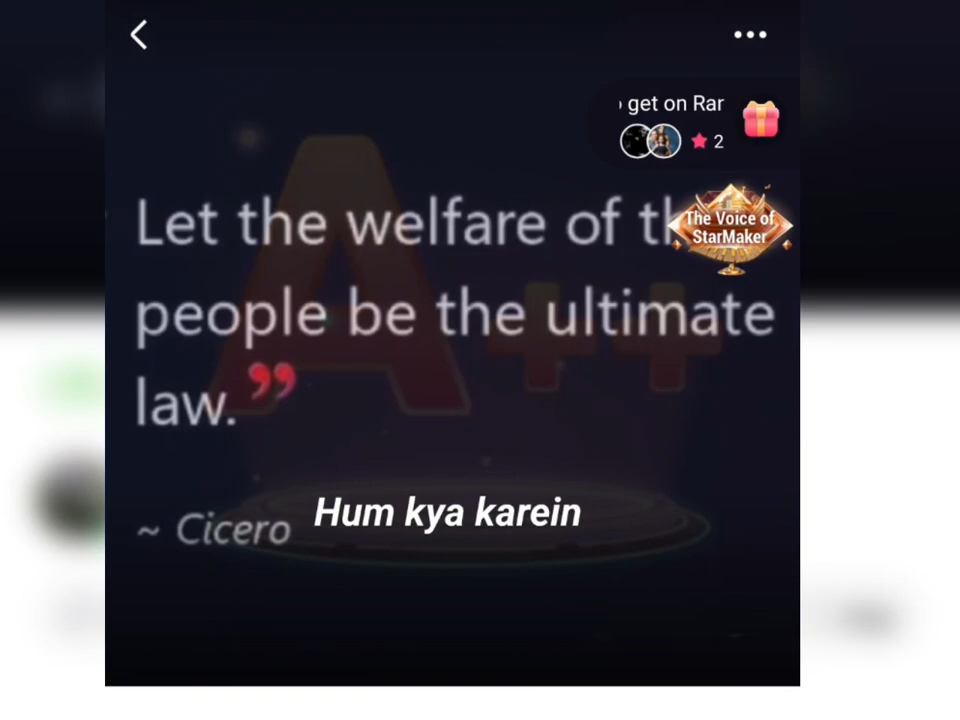 get on Rar
2
Let the welfare of
The Voice of
StarMaker
people be the ultimate
law.”
A++
Hum kya karein
~ Cicero